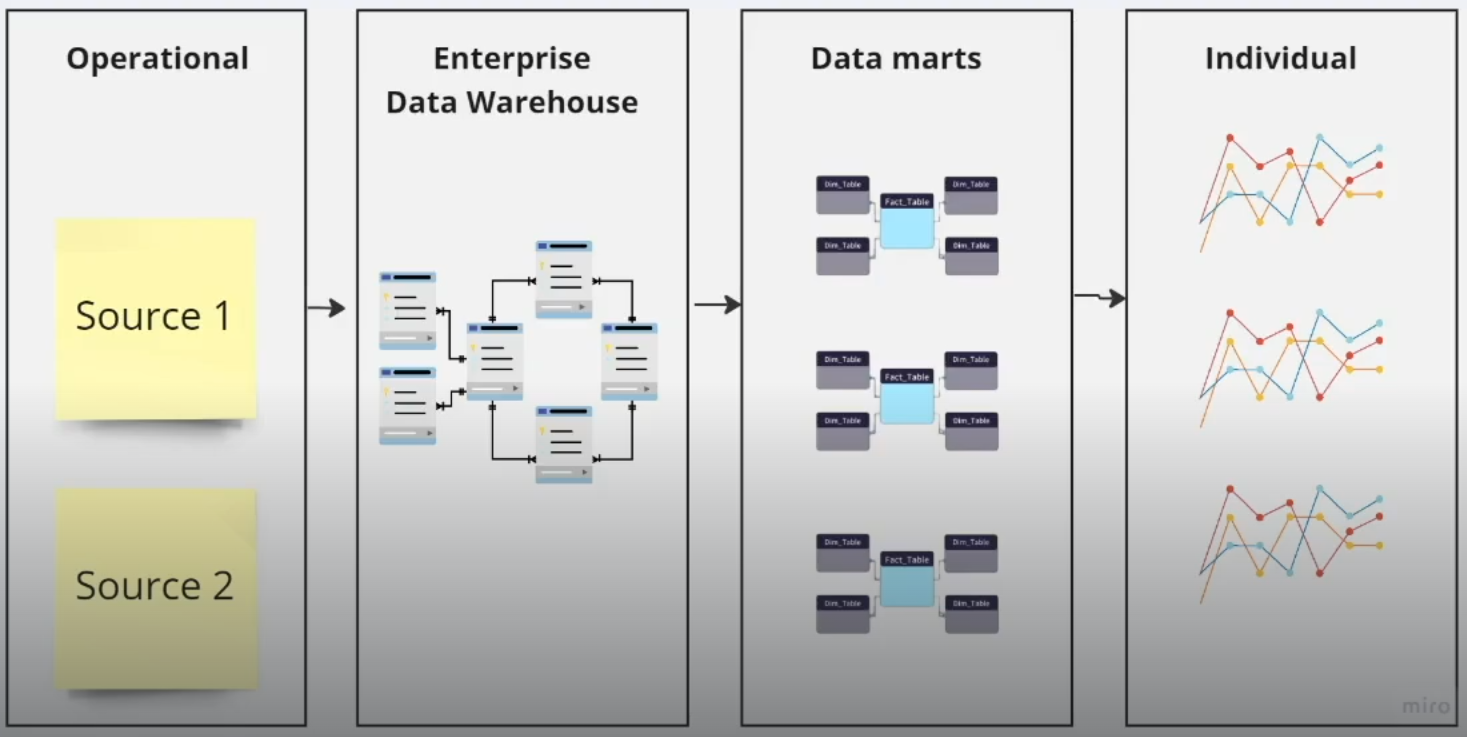 Operational
Source 1
Source 2
Enterprise
Data Warehouse
Data marts
Dim_Table
Dim_Table
Fact_Table
Dim_Table
Dim_Table
Dim_Table
Dim_Table
Fact_Table
Dim_Table
Dim_Table
Dim_Table
Dim_Table
Fact_Table
Dim_Table
Dim_Table
Individual
miro